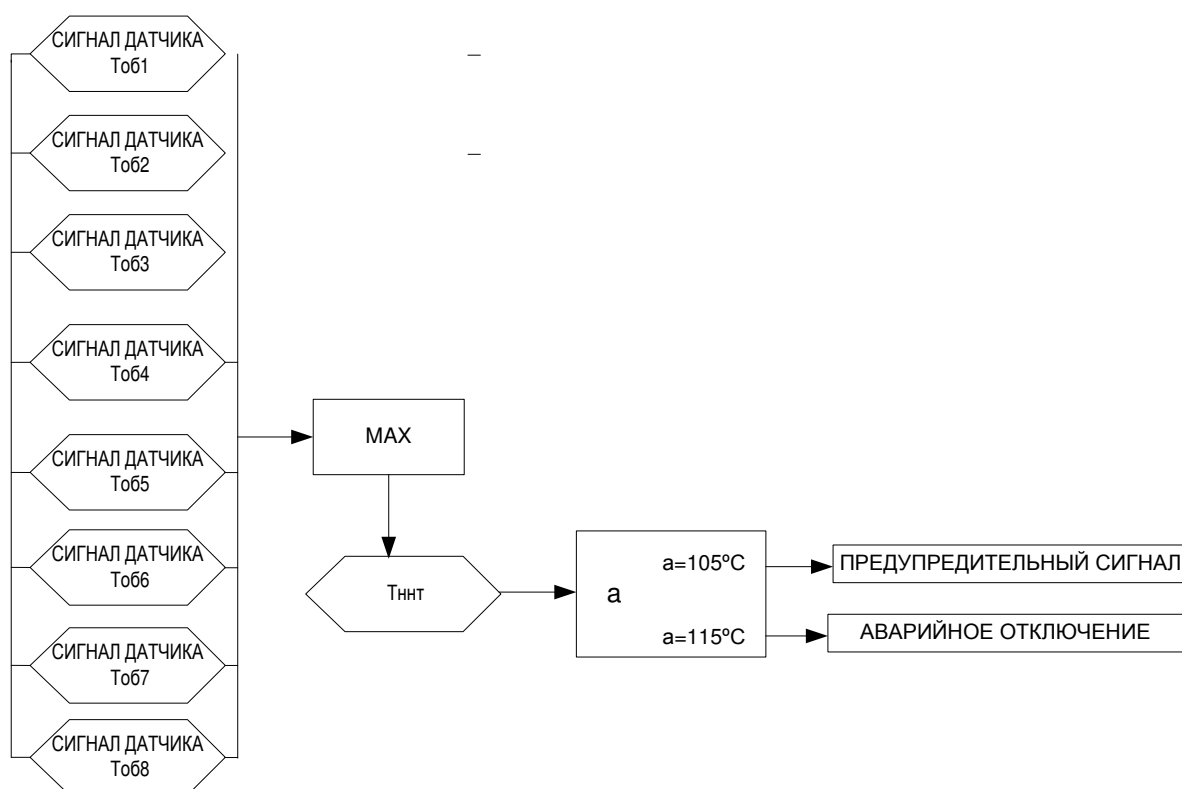 СИГНАЛ ДАТЧИКА
Тоб1
СИГНАЛ ДАТЧИКА
Тоб2
СИГНАЛ ДАТЧИКА
Тоб3
СИГНАЛ ДАТЧИКА
Тоб4
СИГНАЛ ДАТЧИКА
Тоб5
СИГНАЛ ДАТЧИКА
Тоб6
СИГНАЛ ДАТЧИКА
Тоб7
СИГНАЛ ДАТЧИКА
Тоб8
MAX
Tннт
a
a=105ºC
a=115ºC
ПРЕДУПРЕДИТЕЛЬНЫЙ СИГНАЛ
АВАРИЙНОЕ ОТКЛЮЧЕНИЕ